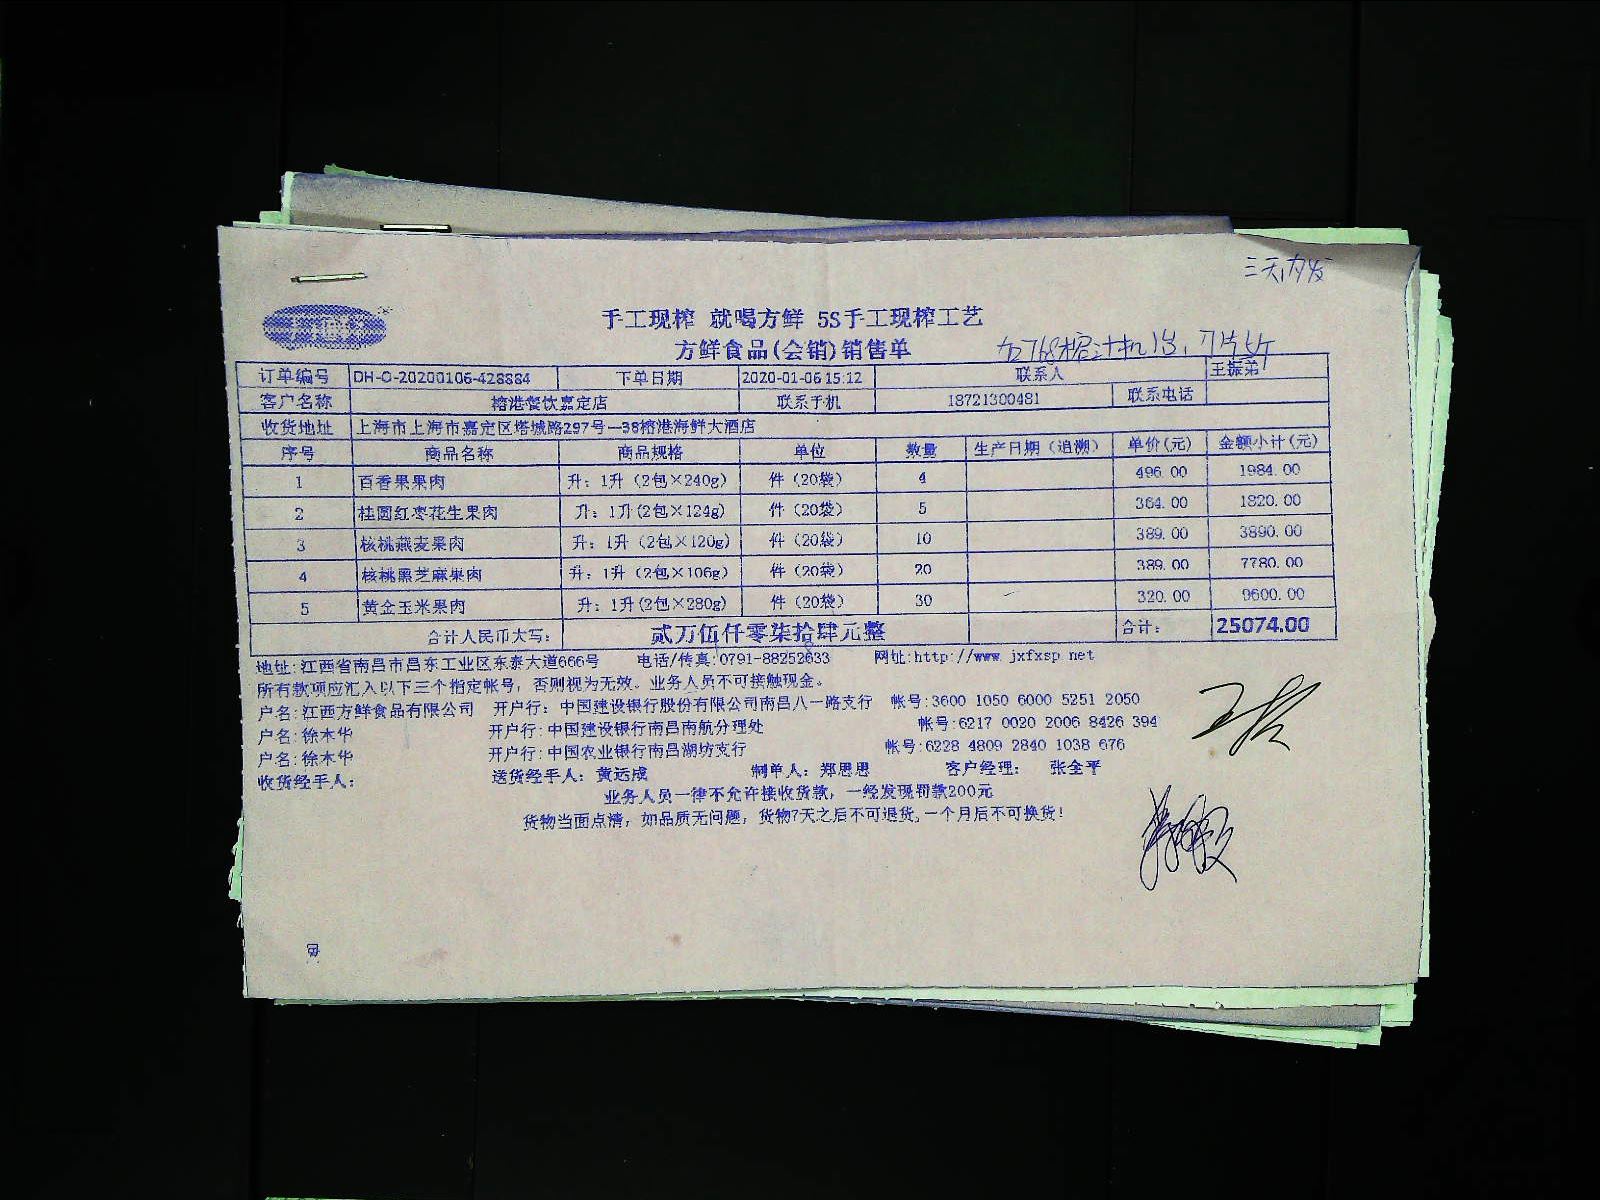 三天内发
手工现榨 就喝方鲜 5S手工现榨工艺
方鲜食品(会销)销售单
订单编号 DH-O-20200106-428884 下单日期 2020-01-06 15:12 联系人 王振弟
客户名称 榕港餐饮嘉定店 联系手机 18721300481 联系电话
收货地址 上海市上海市嘉定区塔城路297号—38榕港海鲜大酒店
序号 商品名称 商品规格 单位 数量 生产日期（追溯） 单价(元) 金额小计(元)
1 百香果果肉 升：1升（2包×240g） 件（20袋） 4 496.00 1984.00
2 桂圆红枣花生果肉 升：1升(2包×124g) 件（20袋） 5 364.00 1820.00
3 核桃燕麦果肉 升：1升（2包×120g） 件（20袋） 10 389.00 3890.00
4 核桃黑芝麻果肉 升：1升（2包×106g） 件（20袋） 20 389.00 7780.00
5 黄金玉米果肉 升：1升(2包×280g) 件（20袋） 30 320.00 9600.00
合计人民币大写： 贰万伍仟零柒拾肆元整 合计： 25074.00
地址:江西省南昌市昌东工业区东泰大道666号 电话/传真:0791-88252633 网址:http://www.jxfxsp.net
所有款项应汇入以下三个指定帐号，否则视为无效。业务人员不可接触现金。
户名:江西方鲜食品有限公司 开户行：中国建设银行股份有限公司南昌八一路支行 帐号:3600 1050 6000 5251 2050
户名:徐木华 开户行:中国建设银行南昌南航分理处 帐号:6217 0020 2006 8426 394
户名:徐木华 开户行:中国农业银行南昌湖坊支行 帐号:6228 4809 2840 1038 676
收货经手人： 送货经手人：黄远成 制单人：郑思思 客户经理： 张全平
业务人员一律不允许接收货款，一经发现罚款200元
货物当面点清，如品质无问题，货物7天之后不可退货,一个月后不可换货！